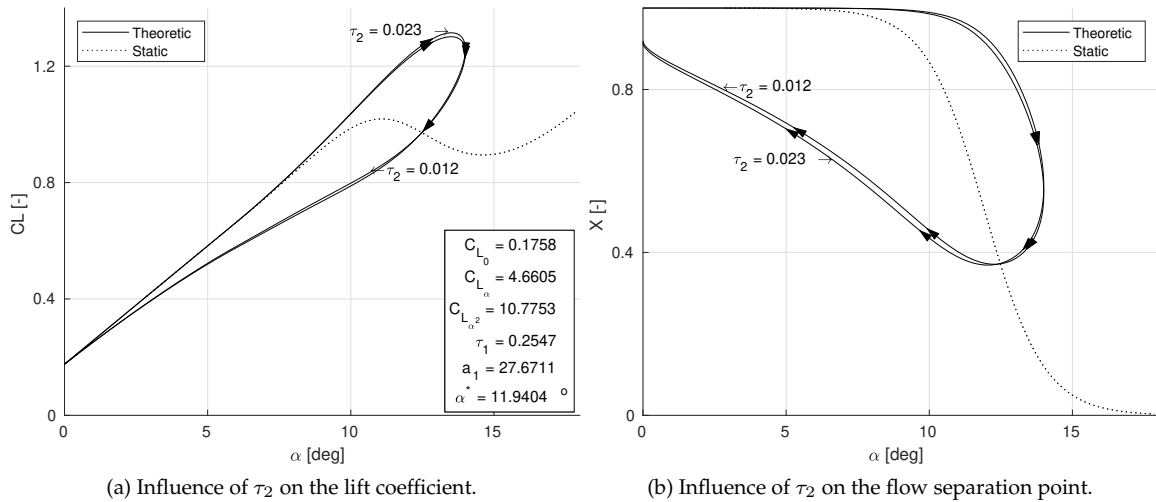 Theoretic
Static
τ2 = 0.023 →
←τ2 = 0.012
CL [-]
1.2
0.8
0.4
0
0
5
10
15
α [deg]
CL0 = 0.1758
CLα = 4.6605
CLα2 = 10.7753
τ1 = 0.2547
a1 = 27.6711
α* = 11.9404 o
(a) Influence of τ2 on the lift coefficient.
Theoretic
Static
←τ2 = 0.012
τ2 = 0.023 →
X [-]
0.8
0.4
0
0
5
10
15
α [deg]
(b) Influence of τ2 on the flow separation point.